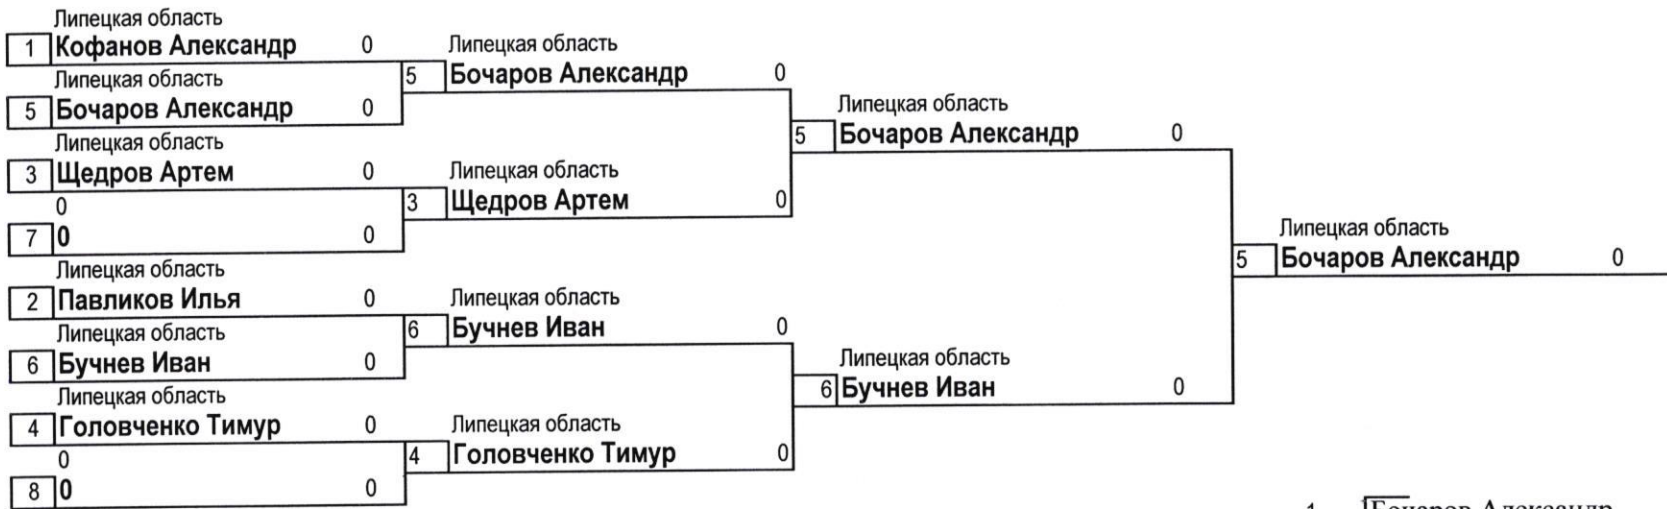 Липецкая область
1 Кофанов Александр 0
Липецкая область
5 Бочаров Александр 0
Липецкая область
3 Щедров Артем 0
0
7 0 0
Липецкая область
2 Павликов Илья 0
Липецкая область
6 Бучнев Иван 0
Липецкая область
4 Головченко Тимур 0
0
8 0 0
Липецкая область
5 Бочаров Александр 0
Липецкая область
3 Щедров Артем 0
Липецкая область
6 Бучнев Иван 0
Липецкая область
4 Головченко Тимур 0
Липецкая область
5 Бочаров Александр 0
Липецкая область
6 Бучнев Иван 0
Липецкая область
5 Бочаров Александр 0
1 Бочаров Александр